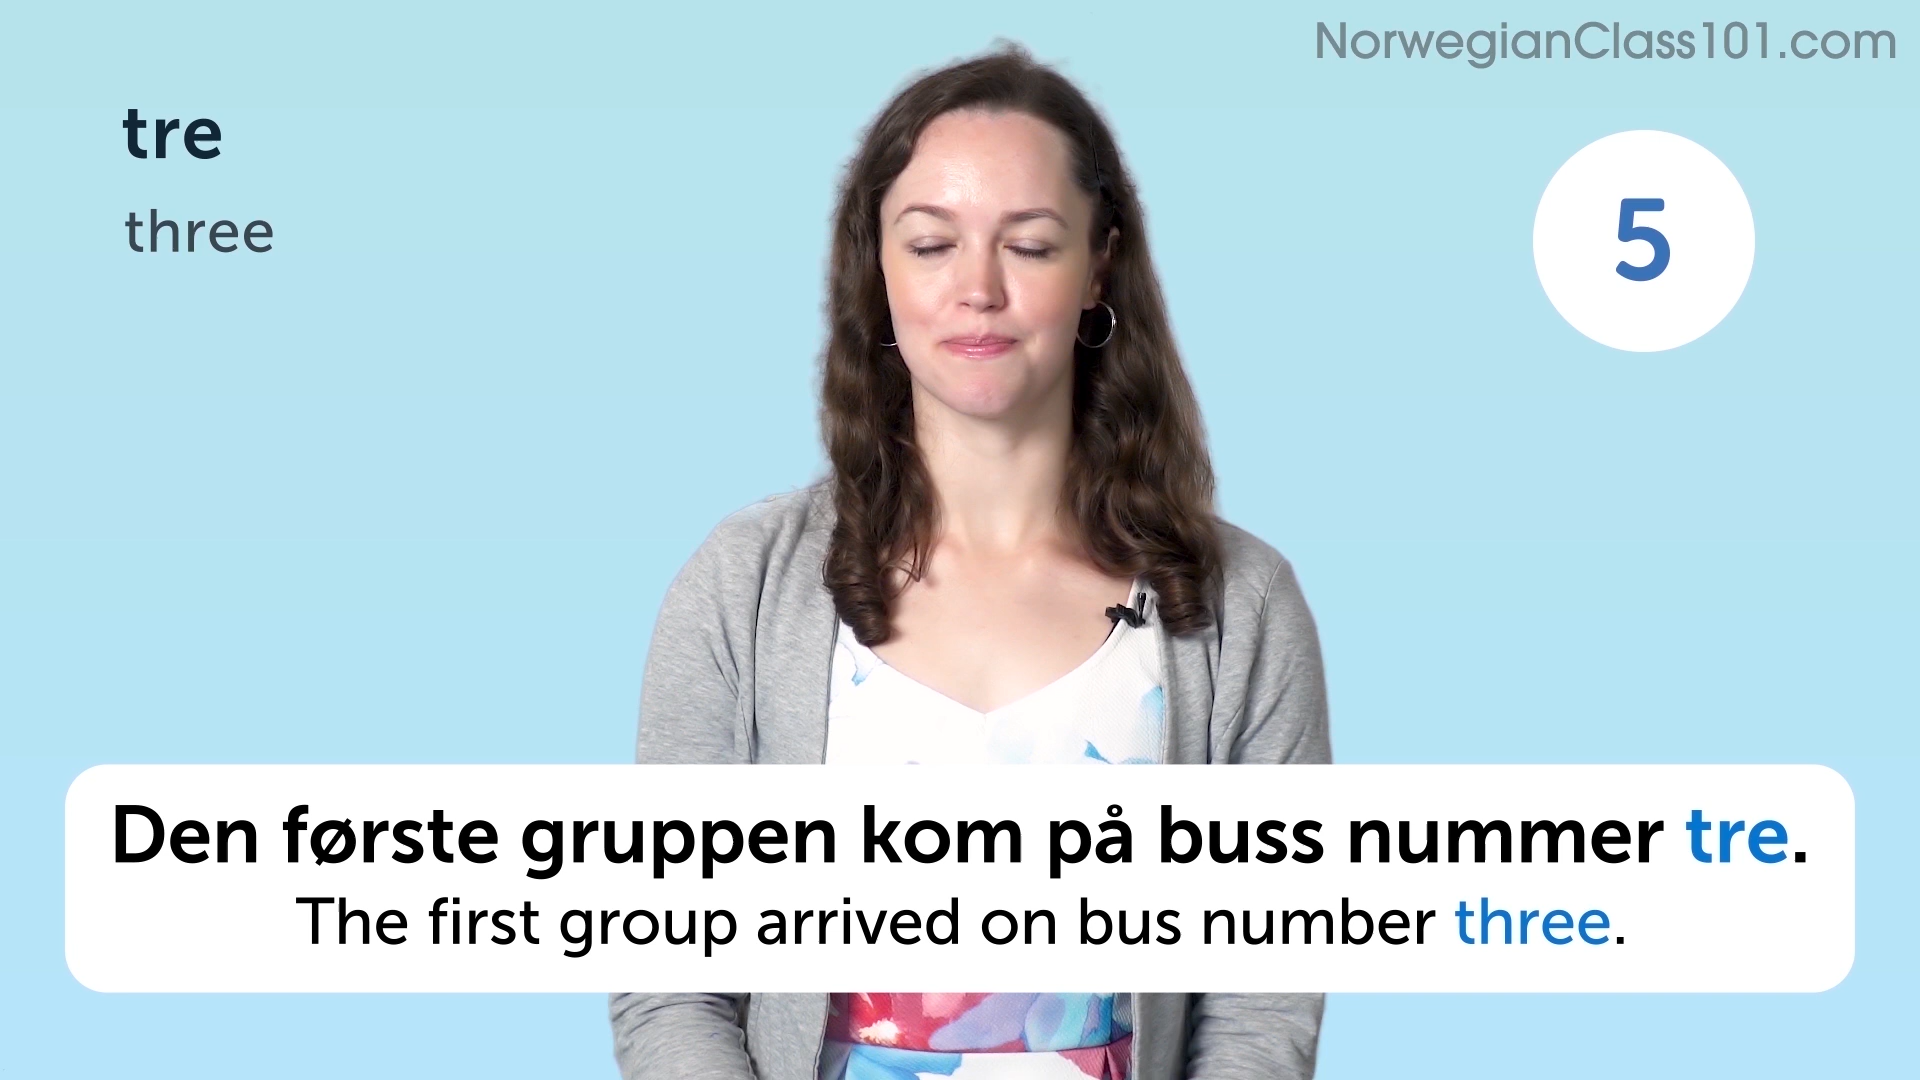 NorwegianClass101.com
tre
three
5
Den første gruppen kom på buss nummer tre.
The first group arrived on bus number three.